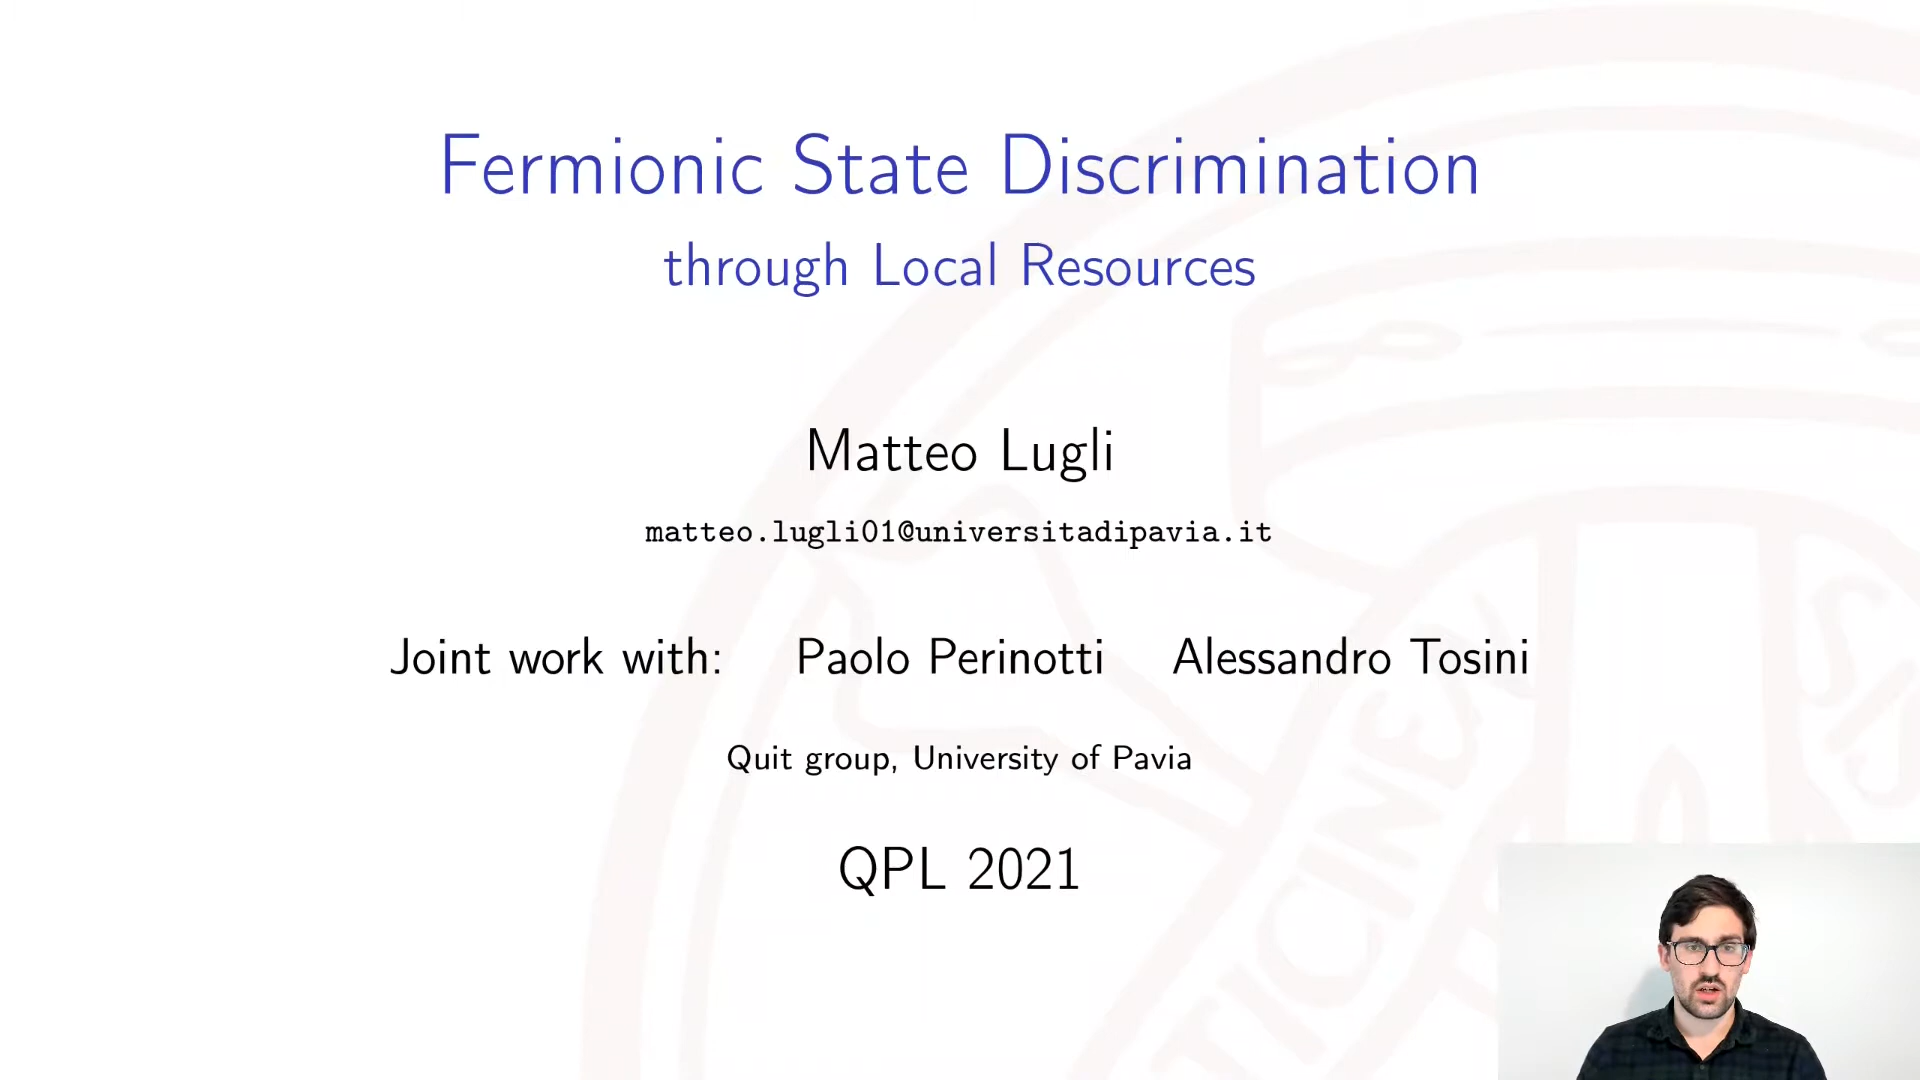 Fermionic State Discrimination
through Local Resources
Matteo Lugli
matteo.lugli01@universitadipavia.it
Joint work with: Paolo Perinotti Alessandro Tosini
Quit group, University of Pavia
QPL 2021
TICINEN